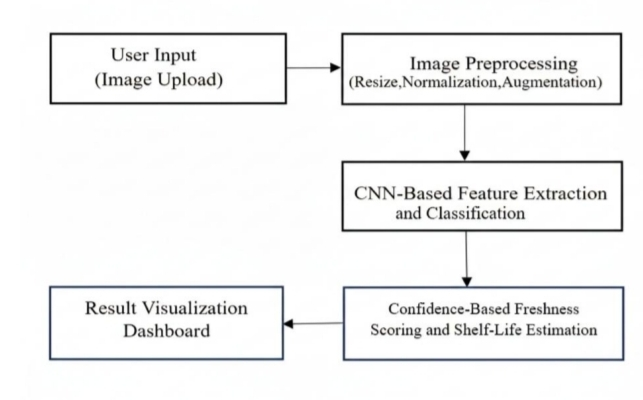 User Input
(Image Upload)
Image Preprocessing
(Resize,Normalization,Augmentation)
CNN-Based Feature Extraction
and Classification
Confidence-Based Freshness
Scoring and Shelf-Life Estimation
Result Visualization
Dashboard